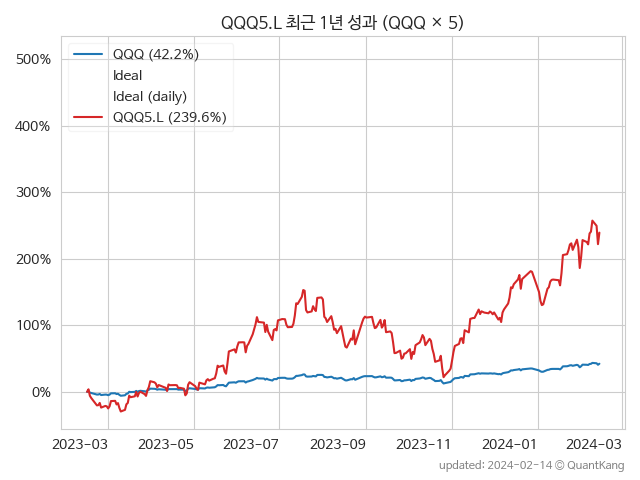 QQQ5.L 최근 1년 성과 (QQQ × 5)
500%
400%
300%
200%
100%
0%
QQQ (42.2%)
Ideal
Ideal (daily)
QQQ5.L (239.6%)
2023-03
2023-05
2023-07
2023-09
2023-11
2024-01
2024-03
updated: 2024-02-14 © QuantKang